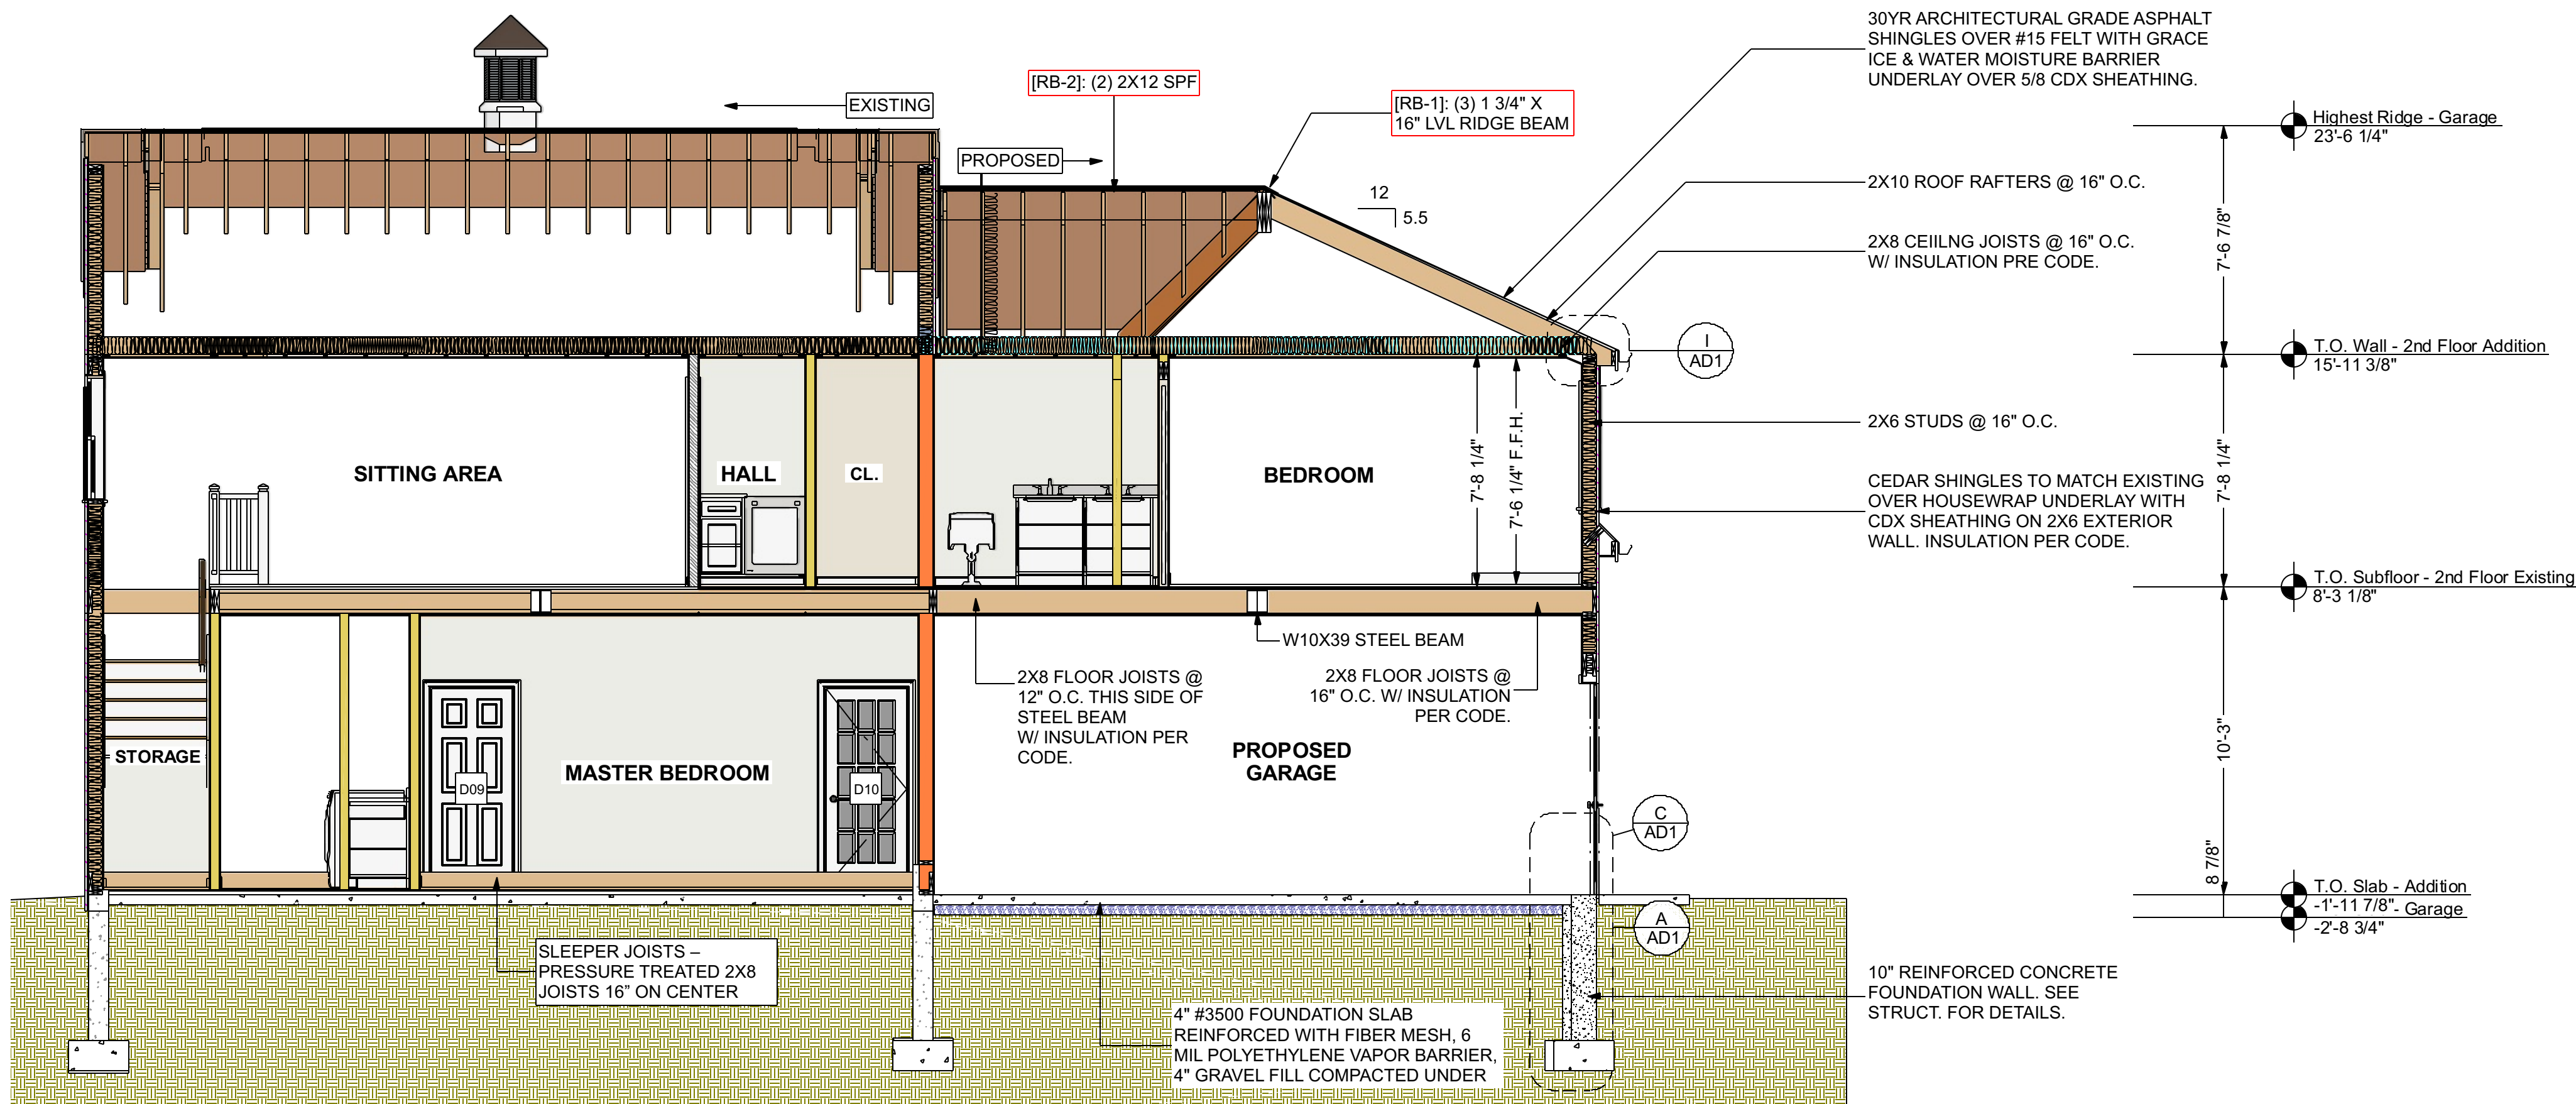 30YR ARCHITECTURAL GRADE ASPHALT
SHINGLES OVER #15 FELT WITH GRACE
ICE & WATER MOISTURE BARRIER
UNDERLAY OVER 5/8 CDX SHEATHING.
[RB-2]: (2) 2X12 SPF
EXISTING
[RB-1]: (3) 1 3/4" X
16" LVL RIDGE BEAM
Highest Ridge - Garage
23'-6 1/4"
PROPOSED
12
5.5
2X10 ROOF RAFTERS @ 16" O.C.
7'-6 7/8"
2X8 CEIILNG JOISTS @ 16" O.C.
W/ INSULATION PRE CODE.
I
AD1
T.O. Wall - 2nd Floor Addition
15'-11 3/8"
2X6 STUDS @ 16" O.C.
SITTING AREA
HALL
CL.
BEDROOM
7'-8 1/4"
7'-6 1/4" F.F.H.
7'-8 1/4"
CEDAR SHINGLES TO MATCH EXISTING
OVER HOUSEWRAP UNDERLAY WITH
CDX SHEATHING ON 2X6 EXTERIOR
WALL. INSULATION PER CODE.
T.O. Subfloor - 2nd Floor Existing
8'-3 1/8"
W10X39 STEEL BEAM
2X8 FLOOR JOISTS @
12" O.C. THIS SIDE OF
STEEL BEAM
W/ INSULATION PER
CODE.
2X8 FLOOR JOISTS @
16" O.C. W/ INSULATION
PER CODE.
10'-3"
STORAGE
MASTER BEDROOM
D09
D10
PROPOSED
GARAGE
C
AD1
8 7/8"
T.O. Slab - Addition
-1'-11 7/8"
- Garage
-2'-8 3/4"
A
AD1
SLEEPER JOISTS –
PRESSURE TREATED 2X8
JOISTS 16” ON CENTER
10" REINFORCED CONCRETE
FOUNDATION WALL. SEE
STRUCT. FOR DETAILS.
4" #3500 FOUNDATION SLAB
REINFORCED WITH FIBER MESH, 6
MIL POLYETHYLENE VAPOR BARRIER,
4" GRAVEL FILL COMPACTED UNDER